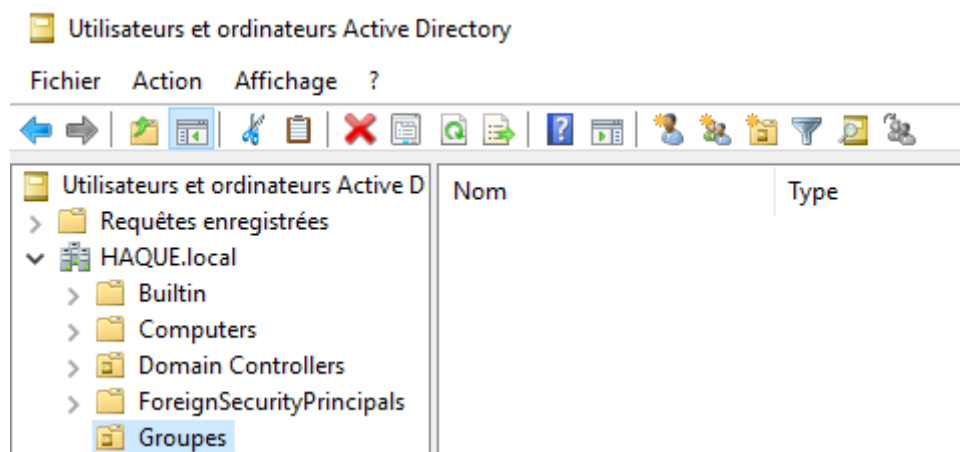 Utilisateurs et ordinateurs Active Directory
Fichier Action Affichage ?
Utilisateurs et ordinateurs Active D
Nom Type
Requêtes enregistrées
HAQUE.local
Builtin
Computers
Domain Controllers
ForeignSecurityPrincipals
Groupes